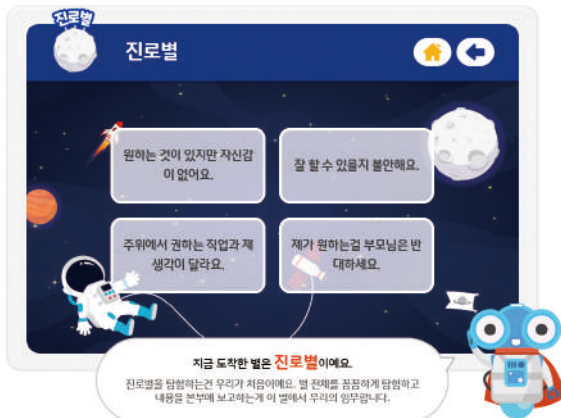 진로별
진로별
원하는 것이 있지만 자신감
이 없어요.
잘 할 수 있을지 불안해요.
주위에서 권하는 직업과 제
생각이 달라요.
제가 원하는걸 부모님은 반
대하세요.
지금 도착한 별은 진로별이예요.
진로별을 탐험하는건 우리가 처음이예요. 별 전체를 꼼꼼하게 탐험하고
내용을 본부에 보고하는게 이 별에서 우리의 임무랍니다.